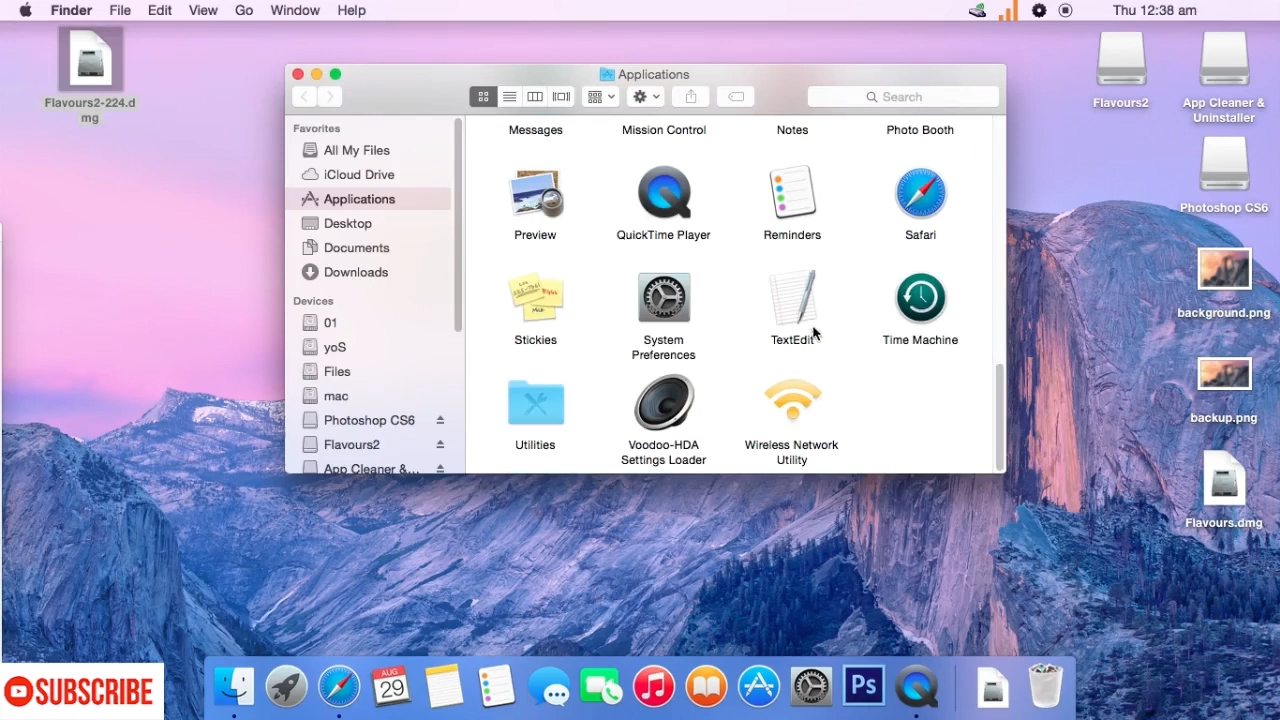 Finder File Edit View Go Window Help Thu 12:38 am
Flavours2-224.d
mg
Applications
Search
Favorites
All My Files
iCloud Drive
Applications
Desktop
Documents
Downloads
Devices
01
yoS
Files
mac
Photoshop CS6
Flavours2
App Cleaner &...
Messages Mission Control Notes Photo Booth
Preview QuickTime Player Reminders Safari
Stickies System TextEdit Time Machine
Preferences
Utilities Voodoo-HDA Wireless Network
Settings Loader Utility
Flavours2 App Cleaner &
Uninstaller
Photoshop CS6
background.png
backup.png
Flavours.dmg
SUBSCRIBE
AUG
29
Ps